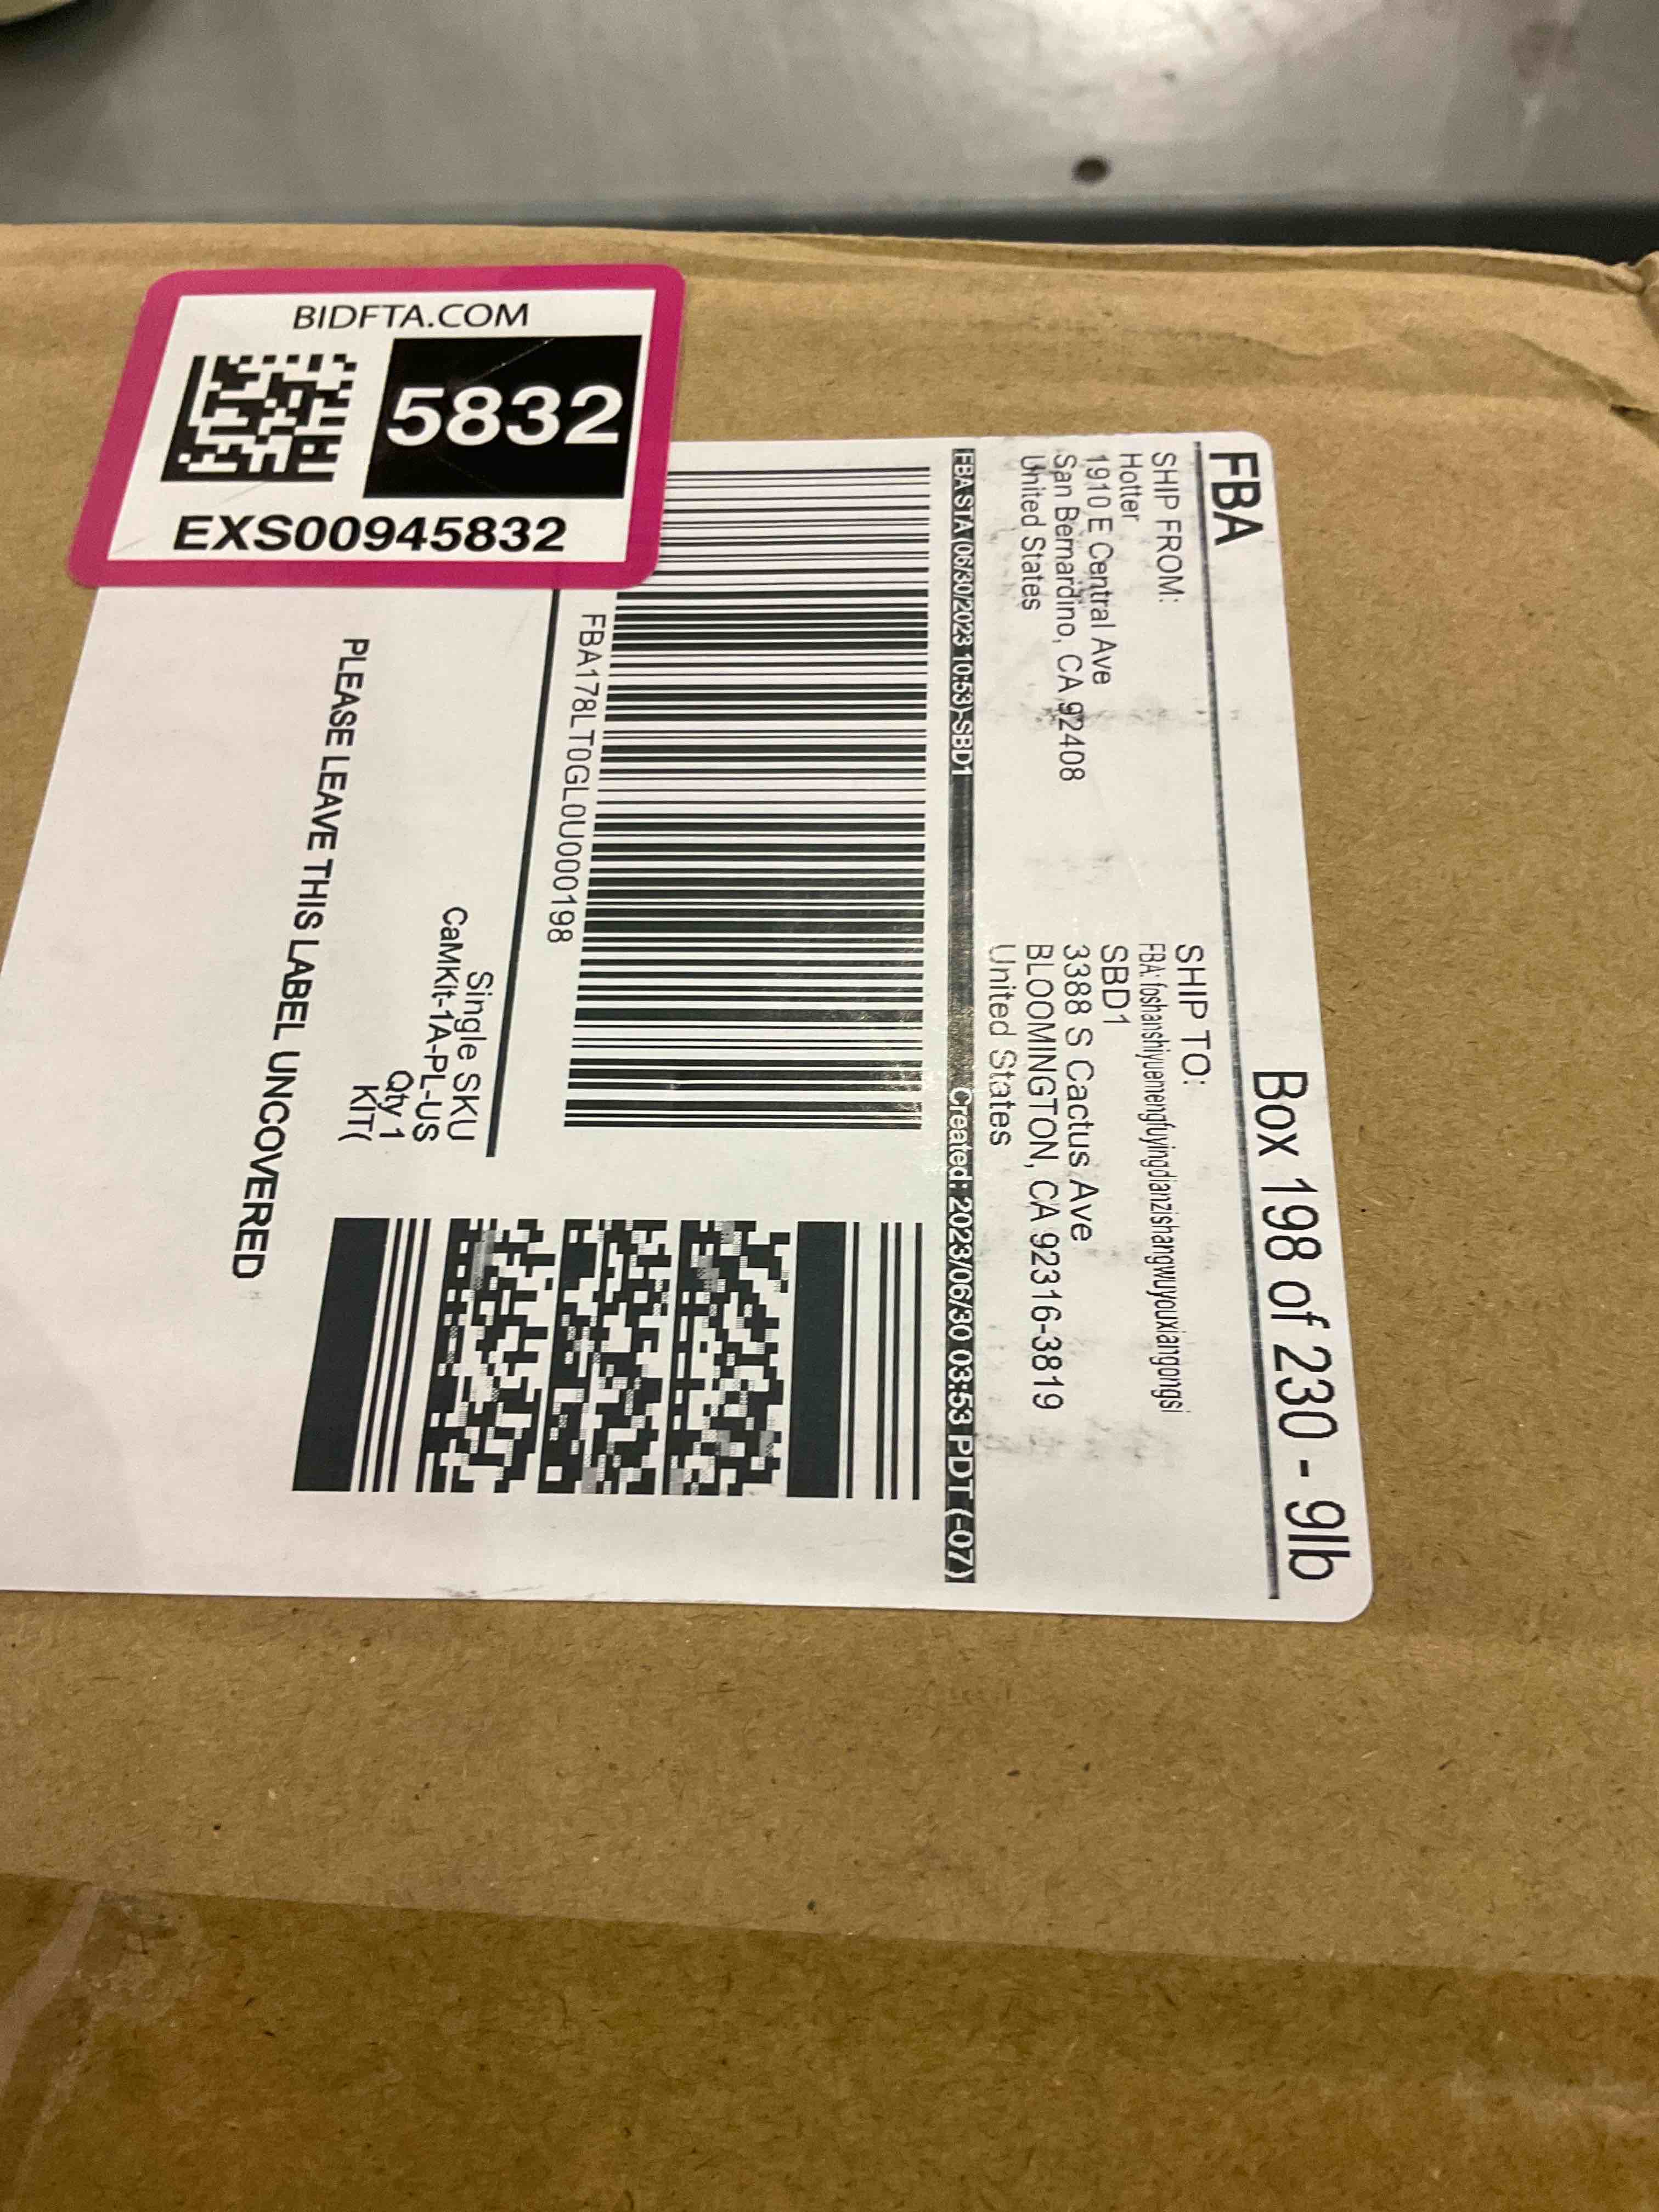 BIDFTA.COM
5832
EXS00945832
FBA
Box 198 of 230 - 9lb
SHIP FROM:
Hotter
1910 E Central Ave
San Bernardino, CA 92408
United States
SHIP TO:
FBA: foshanshiyuemengfuyingdianzishangwuyouxiangongsi
SBD1
3388 S Cactus Ave
BLOOMINGTON, CA 92316-3819
United States
FBA STA (06/30/2023 10:53)-SBD1
Created: 2023/06/30 03:53 PDT (-07)
FBA178LT0GL0U000198
Single SKU
CaMKit-1A-PL-US
Qty 1
KIT(
PLEASE LEAVE THIS LABEL UNCOVERED